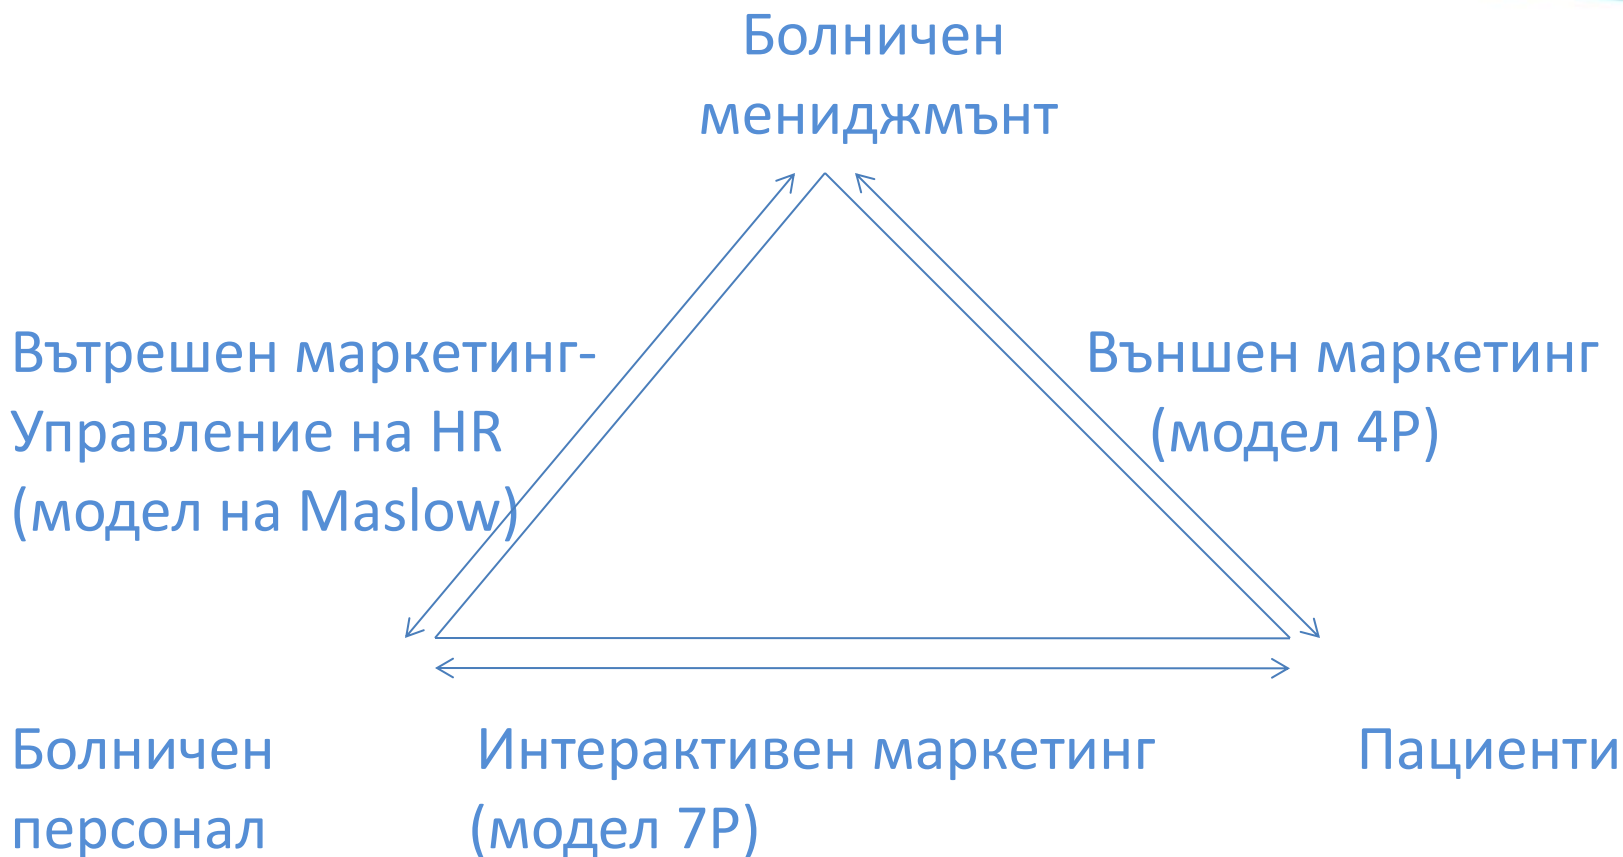 Болничен
мениджмънт
Вътрешен маркетинг-
Управление на HR
(модел на Maslow)
Външен маркетинг
(модел 4P)
Болничен
персонал
Интерактивен маркетинг
(модел 7P)
Пациенти